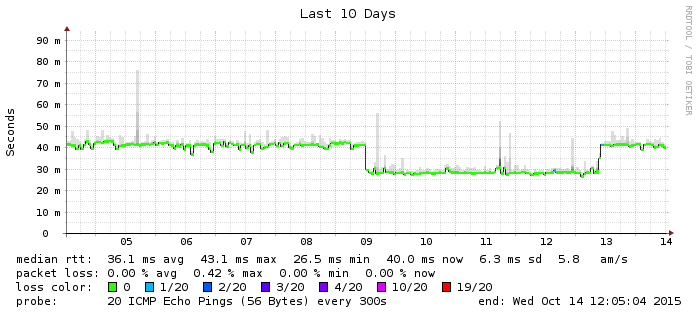 Last 10 Days
RRDTOOL / TOBI OETIKER
Seconds
90 m
80 m
70 m
60 m
50 m
40 m
30 m
20 m
10 m
0
05 06 07 08 09 10 11 12 13 14
median rtt: 36.1 ms avg 43.1 ms max 26.5 ms min 40.0 ms now 6.3 ms sd 5.8 am/s
packet loss: 0.00 % avg 0.42 % max 0.00 % min 0.00 % now
loss color: 0 1/20 2/20 3/20 4/20 10/20 19/20
probe: 20 ICMP Echo Pings (56 Bytes) every 300s end: Wed Oct 14 12:05:04 2015